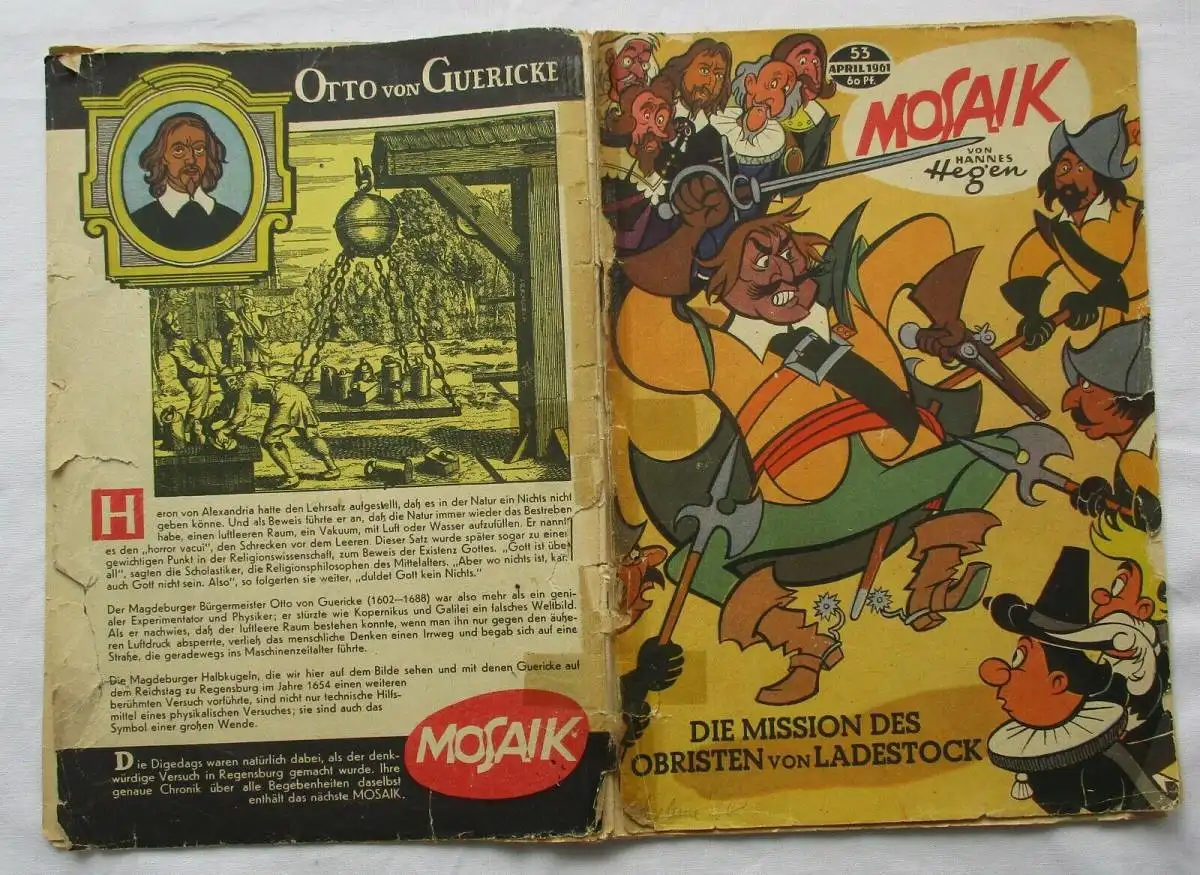 OTTO VON GUERICKE
Heron von Alexandria hatte den Lehrsatz aufgestellt, daß es in der Natur ein Nichts nicht
geben könne. Und als Beweis führte er an, daß die Natur immer wieder das Bestreben
habe, einen luftleeren Raum, ein Vakuum, mit Luft oder Wasser aufzufüllen. Er nannt
es den „horror vacui", den Schrecken vor dem Leeren. Dieser Satz wurde später sogar zu eine
gewichtigen Punkt in der Religionswissenschaft, zum Beweis der Existenz Gottes. „Gott ist übe
all", sagten die Scholastiker, die Religionsphilosophen des Mittelalters. „Aber wo nichts ist, kan
auch Gott nicht sein. Also", so folgerten sie weiter, „duldet Gott kein Nichts."
Der Magdeburger Bürgermeister Otto von Guericke (1602—1688) war also mehr als ein geni-
aler Experimentator und Physiker; er stürzte wie Kopernikus und Galilei ein falsches Weltbild.
Als er nachwies, daß der luftleere Raum bestehen konnte, wenn man ihn nur gegen den äuße-
ren Luftdruck absperrte, verließ das menschliche Denken einen Irrweg und begab sich auf eine
Straße, die geradewegs ins Maschinenzeitalter führte.
Die Magdeburger Halbkugeln, die wir hier auf dem Bilde sehen und mit denen Guericke auf
dem Reichstag zu Regensburg im Jahre 1654 einen weiteren
berühmten Versuch vorführte, sind nicht nur technische Hilfs-
mittel eines physikalischen Versuches; sie sind auch das
Symbol einer großen Wende.
MOSAIK
Die Digedags waren natürlich dabei, als der denk-
würdige Versuch in Regensburg gemacht wurde. Ihre
genaue Chronik über alle Begebenheiten daselbst
enthält das nächste MOSAIK.
53
APRIL 1961
60 Pf.
MOSAIK
VON
HANNES
Hegen
DIE MISSION DES
OBRISTEN VON LADESTOCK